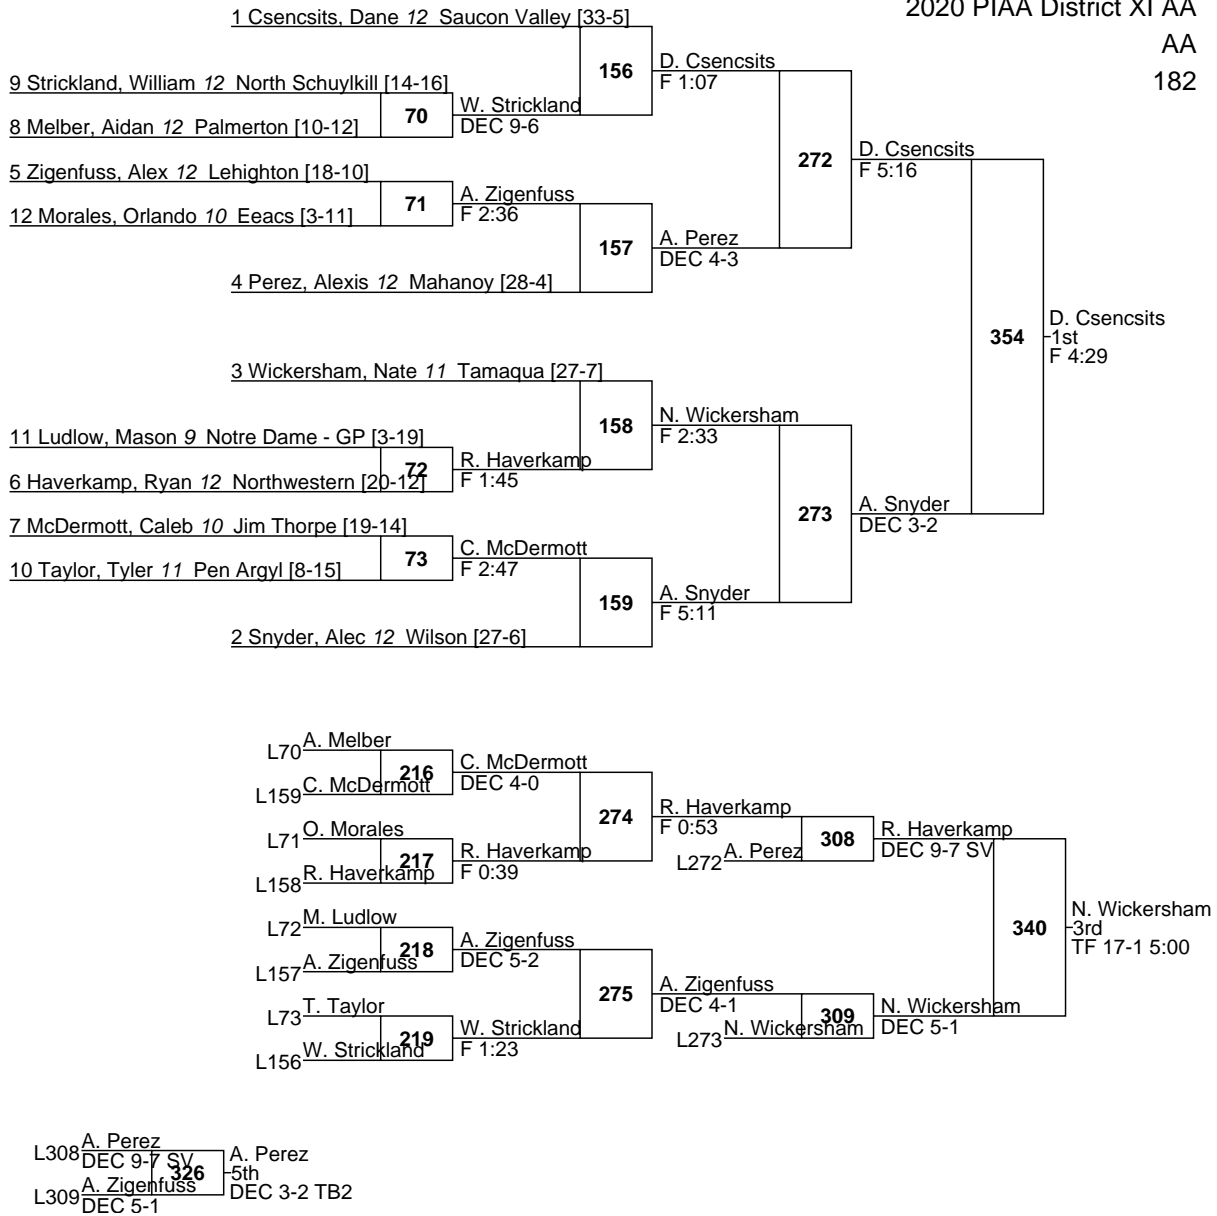 2020 PIAA District XI AA
AA
182
1 Csencsits, Dane 12 Saucon Valley [33-5]
156
D. Csencsits
F 1:07
9 Strickland, William 12 North Schuylkill [14-16]
70
W. Strickland
DEC 9-6
8 Melber, Aidan 12 Palmerton [10-12]
272
D. Csencsits
F 5:16
5 Zigenfuss, Alex 12 Lehighton [18-10]
71
A. Zigenfuss
F 2:36
12 Morales, Orlando 10 Eeacs [3-11]
157
A. Perez
DEC 4-3
4 Perez, Alexis 12 Mahanoy [28-4]
354
D. Csencsits
1st
F 4:29
3 Wickersham, Nate 11 Tamaqua [27-7]
158
N. Wickersham
F 2:33
11 Ludlow, Mason 9 Notre Dame - GP [3-19]
72
R. Haverkamp
F 1:45
6 Haverkamp, Ryan 12 Northwestern [20-12]
273
A. Snyder
DEC 3-2
7 McDermott, Caleb 10 Jim Thorpe [19-14]
73
C. McDermott
F 2:47
10 Taylor, Tyler 11 Pen Argyl [8-15]
159
A. Snyder
F 5:11
2 Snyder, Alec 12 Wilson [27-6]
L70 A. Melber
216
C. McDermott
DEC 4-0
L159 C. McDermott
274
R. Haverkamp
F 0:53
L71 O. Morales
217
R. Haverkamp
F 0:39
L158 R. Haverkamp
308
R. Haverkamp
DEC 9-7 SV
L272 A. Perez
L72 M. Ludlow
218
A. Zigenfuss
DEC 5-2
L157 A. Zigenfuss
340
N. Wickersham
3rd
TF 17-1 5:00
275
A. Zigenfuss
DEC 4-1
L73 T. Taylor
219
W. Strickland
F 1:23
L156 W. Strickland
309
N. Wickersham
DEC 5-1
L273 N. Wickersham
L308 A. Perez
DEC 9-7 SV
326
A. Perez
5th
DEC 3-2 TB2
L309 A. Zigenfuss
DEC 5-1